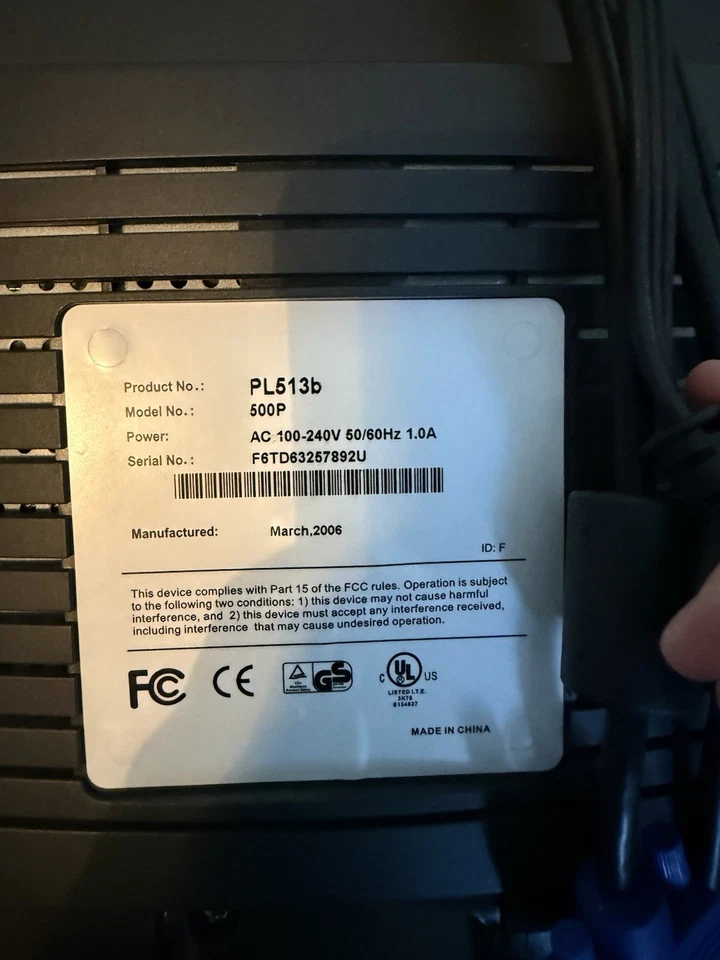 Product No.: PL513b
Model No.: 500P
Power: AC 100-240V 50/60Hz 1.0A
Serial No.: F6TD63257892U
Manufactured: March,2006
ID: F
This device complies with Part 15 of the FCC rules. Operation is subject
to the following two conditions: 1) this device may not cause harmful
interference, and 2) this device must accept any interference received,
including interference that may cause undesired operation.
FC CE GS C UL US
LISTED I.T.E.
3K76
E134627
MADE IN CHINA